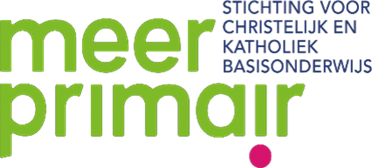 meer
primair
STICHTING VOOR
CHRISTELIJK EN
KATHOLIEK
BASISONDERWIJS